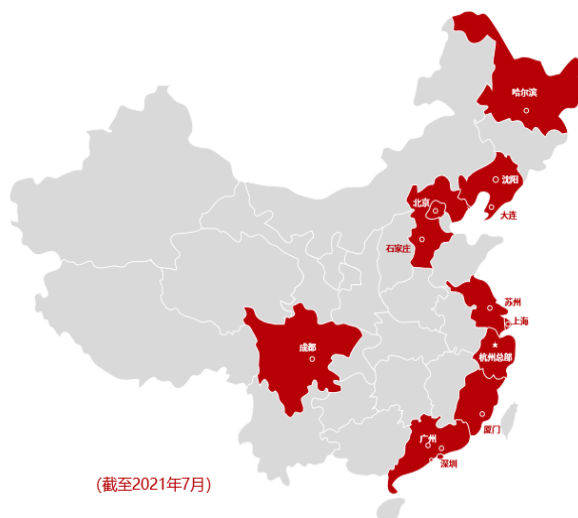 哈尔滨
沈阳
北京
大连
石家庄
苏州
上海
成都
杭州总部
厦门
广州
深圳
(截至2021年7月)